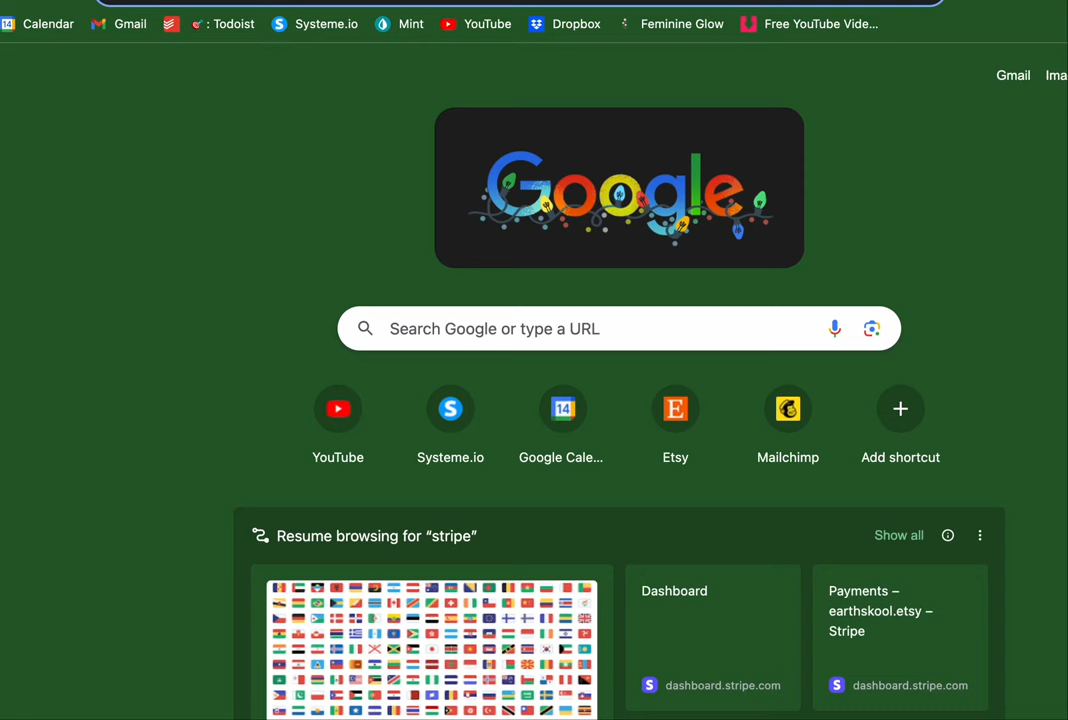 14 Calendar Gmail : Todoist S Systeme.io Mint YouTube Dropbox Feminine Glow Free YouTube Vide...
Gmail Ima
Google
Search Google or type a URL
S 14 E
YouTube Systeme.io Google Cale... Etsy Mailchimp Add shortcut
Resume browsing for “stripe” Show all
Dashboard
Payments –
earthskool.etsy –
Stripe
S dashboard.stripe.com S dashboard.stripe.com